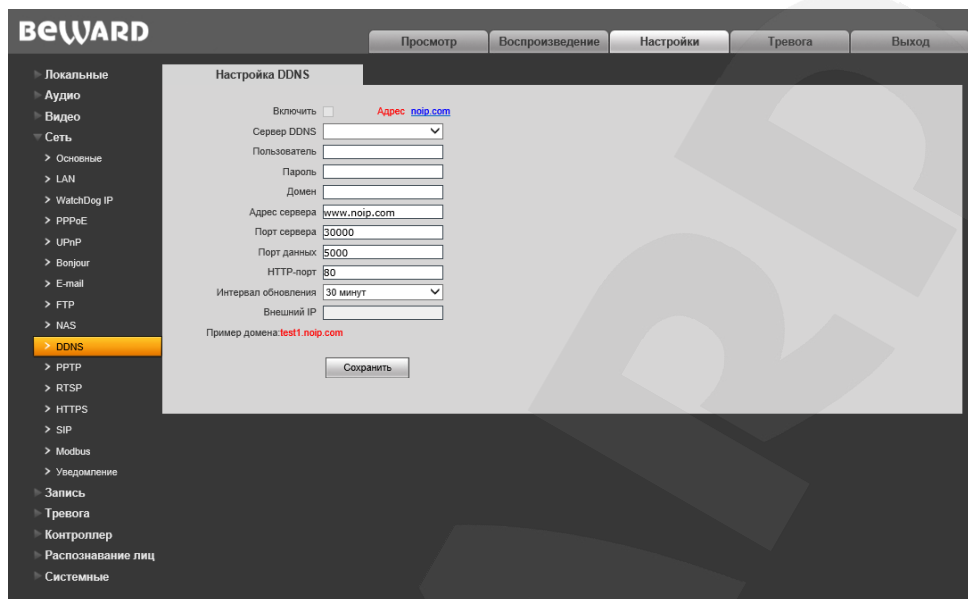 BEWARD
Просмотр Воспроизведение Настройки Тревога Выход
Локальные
Аудио
Видео
Сеть
Основные
LAN
WatchDog IP
PPPoE
UPnP
Bonjour
E-mail
FTP
NAS
DDNS
PPTP
RTSP
HTTPS
SIP
Modbus
Уведомление
Запись
Тревога
Контроллер
Распознавание лиц
Системные
Настройка DDNS
Включить Адрес noip.com
Сервер DDNS
Пользователь
Пароль
Домен
Адрес сервера www.noip.com
Порт сервера 30000
Порт данных 5000
HTTP-порт 80
Интервал обновления 30 минут
Внешний IP
Пример домена:test1.noip.com
Сохранить